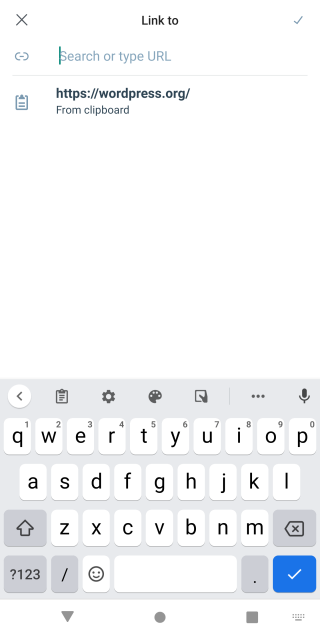 Link to
Search or type URL
https://wordpress.org/
From clipboard
1 2 3 4 5 6 7 8 9 0
q w e r t y u i o p
a s d f g h j k l
z x c v b n m
?123 / .